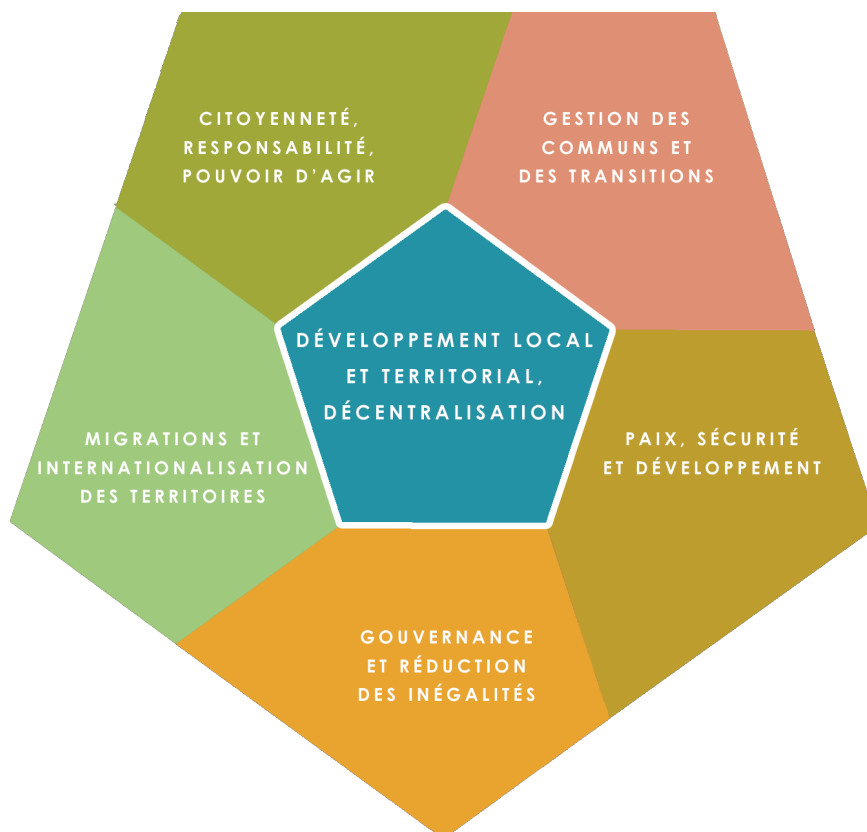 CITOYENNETÉ,
RESPONSABILITÉ,
POUVOIR D'AGIR
GESTION DES
COMMUNS ET
DES TRANSITIONS
DÉVELOPPEMENT LOCAL
ET TERRITORIAL,
DÉCENTRALISATION
MIGRATIONS ET
INTERNATIONALISATION
DES TERRITOIRES
PAIX, SÉCURITÉ
ET DÉVELOPPEMENT
GOUVERNANCE
ET RÉDUCTION
DES INÉGALITÉS